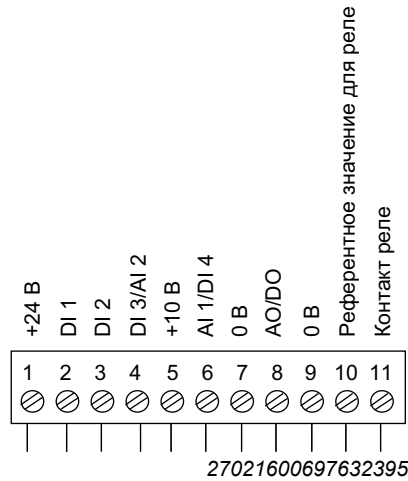 +24 В
DI 1
DI 2
DI 3/AI 2
+10 В
AI 1/DI 4
0 В
AO/DO
0 В
Референтное значение для реле
Контакт реле
1 2 3 4 5 6 7 8 9 10 11
27021600697632395